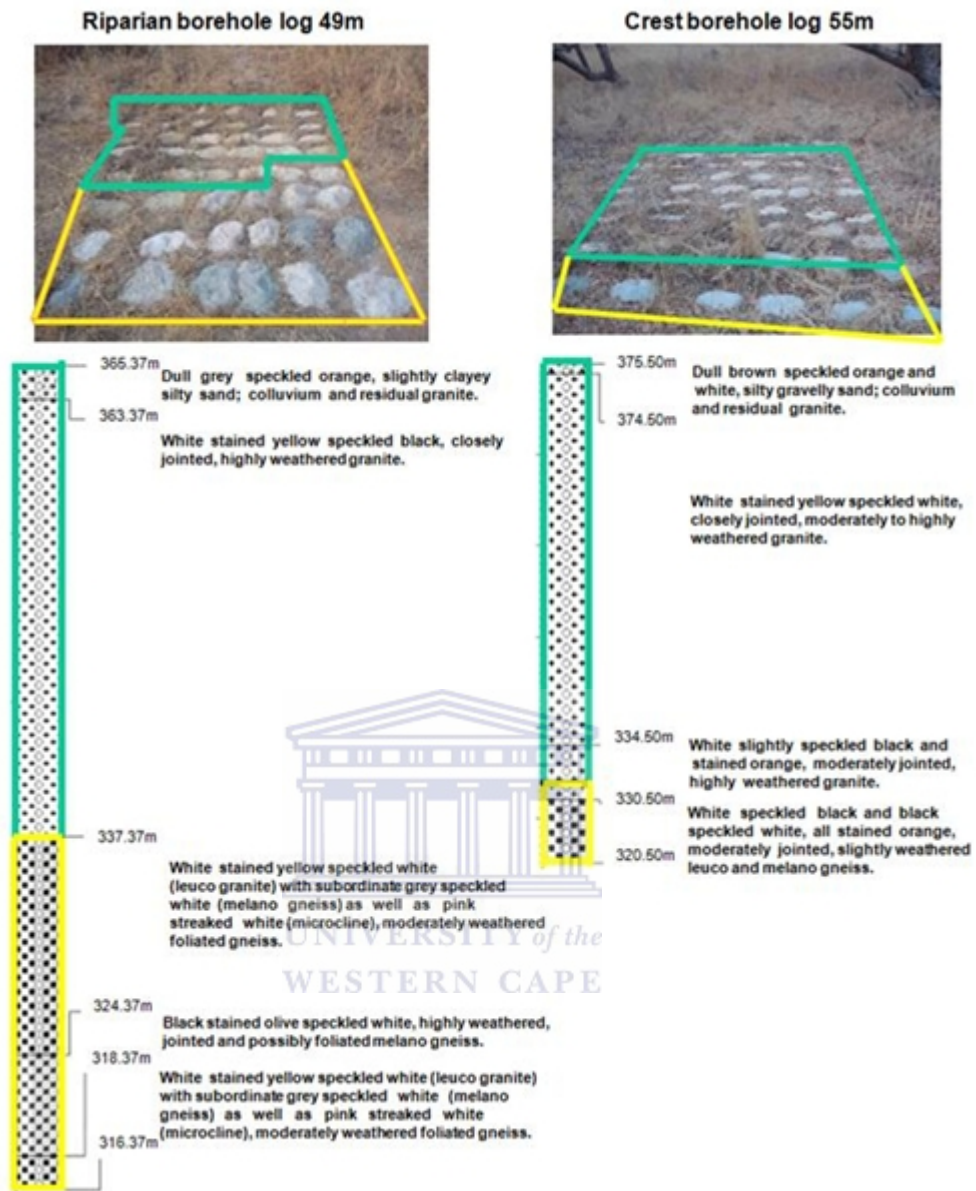 Riparian borehole log 49m
Crest borehole log 55m
365.37m
Dull grey speckled orange, slightly clayey
silty sand; colluvium and residual granite.
363.37m
White stained yellow speckled black, closely
jointed, highly weathered granite.
337.37m
White stained yellow speckled white
(leuco granite) with subordinate grey speckled
white (melano gneiss) as well as pink
streaked white (microcline), moderately weathered
foliated gneiss.
324.37m
Black stained olive speckled white, highly weathered,
jointed and possibly foliated melano gneiss.
318.37m
White stained yellow speckled white (leuco granite)
with subordinate grey speckled white (melano
gneiss) as well as pink streaked white
(microcline), moderately weathered foliated gneiss.
316.37m
375.50m
Dull brown speckled orange and
white, silty gravelly sand; colluvium
and residual granite.
374.50m
White stained yellow speckled white,
closely jointed, moderately to highly
weathered granite.
334.50m
White slightly speckled black and
stained orange, moderately jointed,
highly weathered granite.
330.50m
White speckled black and black
speckled white, all stained orange,
moderately jointed, slightly weathered
leuco and melano gneiss.
320.50m
UNIVERSITY of the
WESTERN CAPE